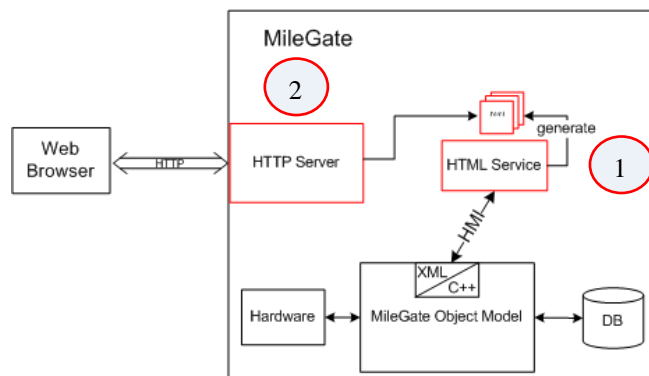 MileGate
2
Web
Browser
HTTP
HTTP Server
generate
HTML Service
1
HMI
XML
C++
Hardware
MileGate Object Model
DB